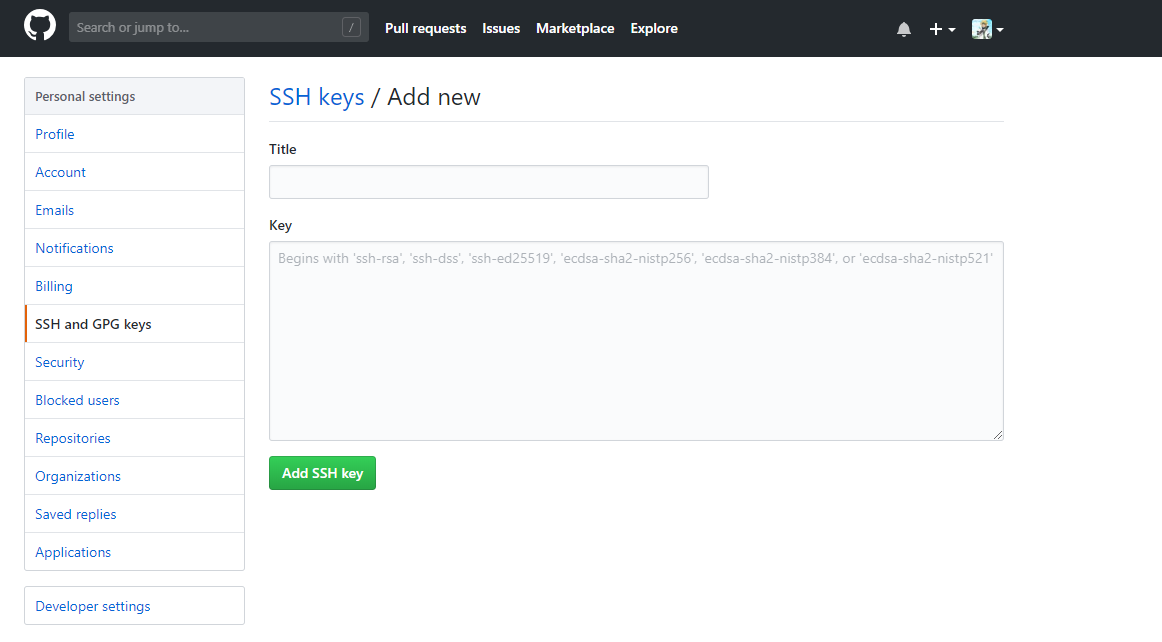 Search or jump to... /
Pull requests Issues Marketplace Explore
Personal settings
Profile
Account
Emails
Notifications
Billing
SSH and GPG keys
Security
Blocked users
Repositories
Organizations
Saved replies
Applications
Developer settings
SSH keys / Add new
Title
Key
Begins with 'ssh-rsa', 'ssh-dss', 'ssh-ed25519', 'ecdsa-sha2-nistp256', 'ecdsa-sha2-nistp384', or 'ecdsa-sha2-nistp521'
Add SSH key